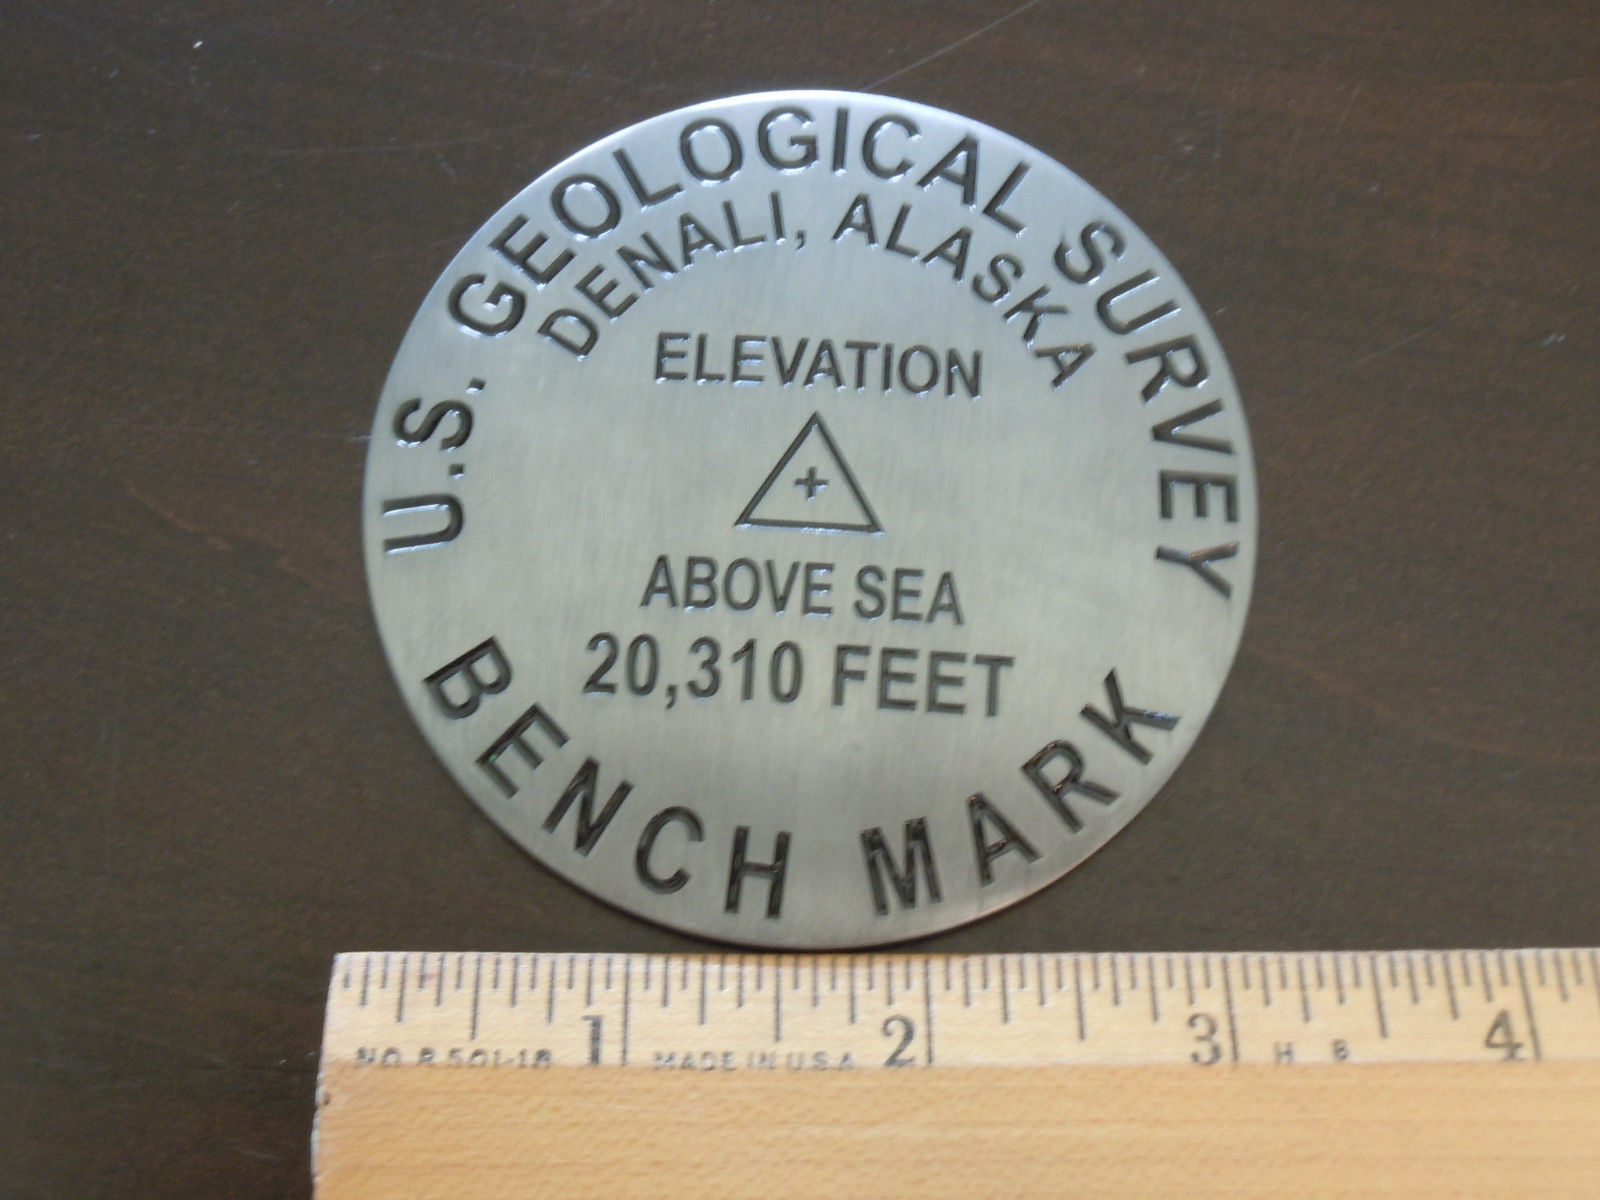 U.S. GEOLOGICAL SURVEY
DENALI, ALASKA
ELEVATION
ABOVE SEA
20,310 FEET
BENCH MARK
1 2 3 4
NO R 501-18 MADE IN U.S.A H B